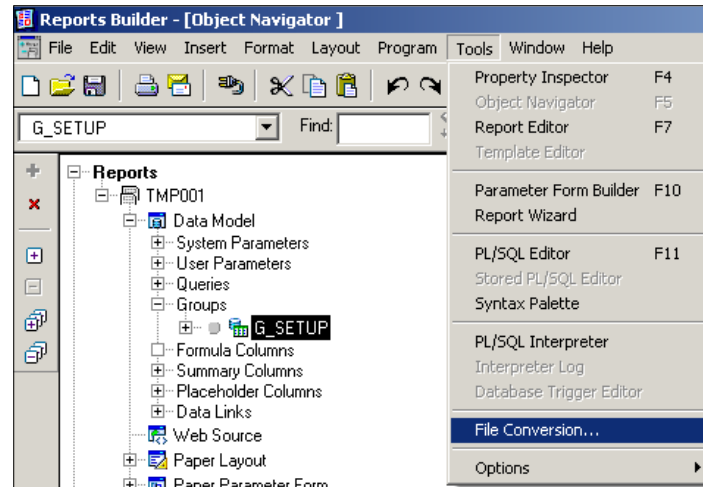 Reports Builder - [Object Navigator ]
File Edit View Insert Format Layout Program Tools Window Help
G_SETUP Find:
Property Inspector F4
Object Navigator F5
Report Editor F7
Template Editor
Parameter Form Builder F10
Report Wizard
PL/SQL Editor F11
Stored PL/SQL Editor
Syntax Palette
PL/SQL Interpreter
Interpreter Log
Database Trigger Editor
File Conversion...
Options
Reports
TMP001
Data Model
System Parameters
User Parameters
Queries
Groups
G_SETUP
Formula Columns
Summary Columns
Placeholder Columns
Data Links
Web Source
Paper Layout
Paper Parameter Form